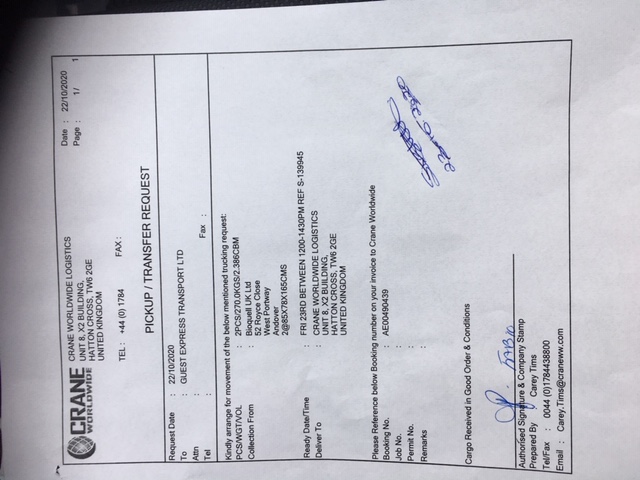 CRANE
WORLDWIDE
CRANE WORLDWIDE LOGISTICS
UNIT 8, X2 BUILDING,
HATTON CROSS, TW6 2GE
UNITED KINGDOM
Date : 22/10/2020
Page : 1/ 1
TEL : +44 (0) 1784 FAX :
PICKUP / TRANSFER REQUEST
Request Date : 22/10/2020
To : GUEST EXPRESS TRANSPORT LTD
Attn :
Tel : Fax :
Kindly arrange for movement of the below mentioned trucking request:
PCS/WGT/VOL : 2PCS/270.0KGS/2.386CBM
Collection From : Bioquell UK Ltd
52 Royce Close
West Portway
Andover
2@85X78X165CMS
Ready Date/Time : FRI 23RD BETWEEN 1200-1430PM REF S-139945
Deliver To : CRANE WORLDWIDE LOGISTICS
UNIT 8, X2 BUILDING,
HATTON CROSS, TW6 2GE
UNITED KINGDOM
Please Reference below Booking number on your invoice to Crane Worldwide
Booking No. : AE00490439
Job No. :
Permit No. :
Remarks :
Cargo Received in Good Order & Conditions
FABIO
Authorised Signature & Company Stamp
Prepared By Carey Tims
Tel/Fax : 0044 (0)1784438800
Email : Carey.Tims@craneww.com